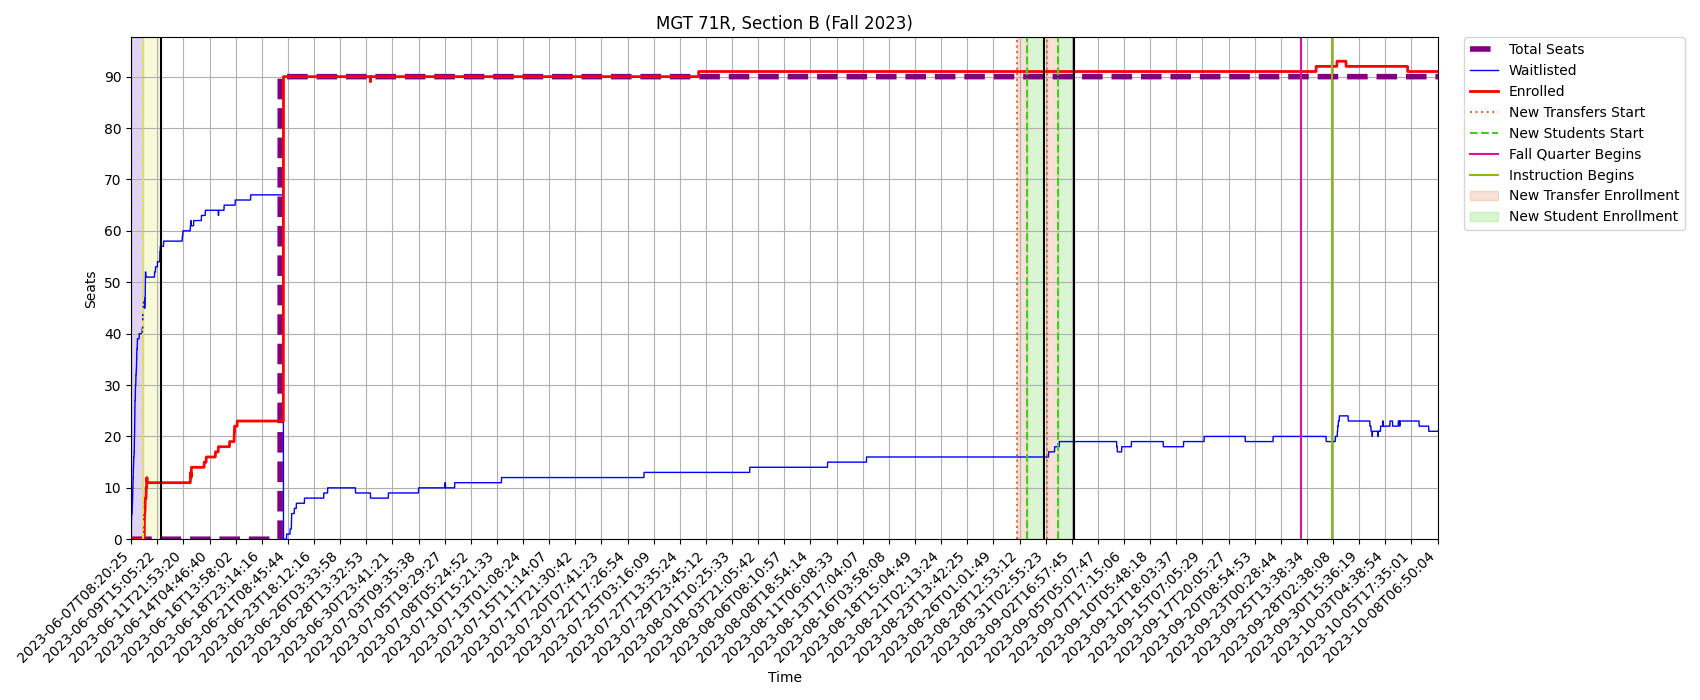 MGT 71R, Section B (Fall 2023)
Seats
90
80
70
60
50
40
30
20
10
0
2023-06-07T08:20:25
2023-06-09T15:05:22
2023-06-11T21:53:20
2023-06-14T04:46:40
2023-06-16T13:58:02
2023-06-18T23:14:16
2023-06-21T08:45:44
2023-06-23T18:12:16
2023-06-26T03:33:58
2023-06-28T13:32:53
2023-06-30T23:41:21
2023-07-03T09:35:38
2023-07-05T19:29:27
2023-07-08T05:24:52
2023-07-10T15:21:33
2023-07-13T01:08:24
2023-07-15T11:14:07
2023-07-17T21:30:42
2023-07-20T07:41:23
2023-07-22T17:26:54
2023-07-25T03:16:09
2023-07-27T13:35:24
2023-07-29T23:45:12
2023-08-01T10:25:33
2023-08-03T21:05:42
2023-08-06T08:10:57
2023-08-08T18:54:14
2023-08-11T06:08:33
2023-08-13T17:04:07
2023-08-16T03:58:08
2023-08-18T15:04:49
2023-08-21T02:13:24
2023-08-23T13:42:25
2023-08-26T01:01:49
2023-08-28T12:53:12
2023-08-31T02:55:23
2023-09-02T16:57:45
2023-09-05T05:07:47
2023-09-07T17:15:06
2023-09-10T05:48:18
2023-09-12T18:03:37
2023-09-15T07:05:29
2023-09-17T20:05:27
2023-09-20T08:54:53
2023-09-23T00:28:44
2023-09-25T13:38:34
2023-09-28T02:38:08
2023-09-30T15:36:19
2023-10-03T04:38:54
2023-10-05T17:35:01
2023-10-08T06:50:04
Time
Total Seats
Waitlisted
Enrolled
New Transfers Start
New Students Start
Fall Quarter Begins
Instruction Begins
New Transfer Enrollment
New Student Enrollment